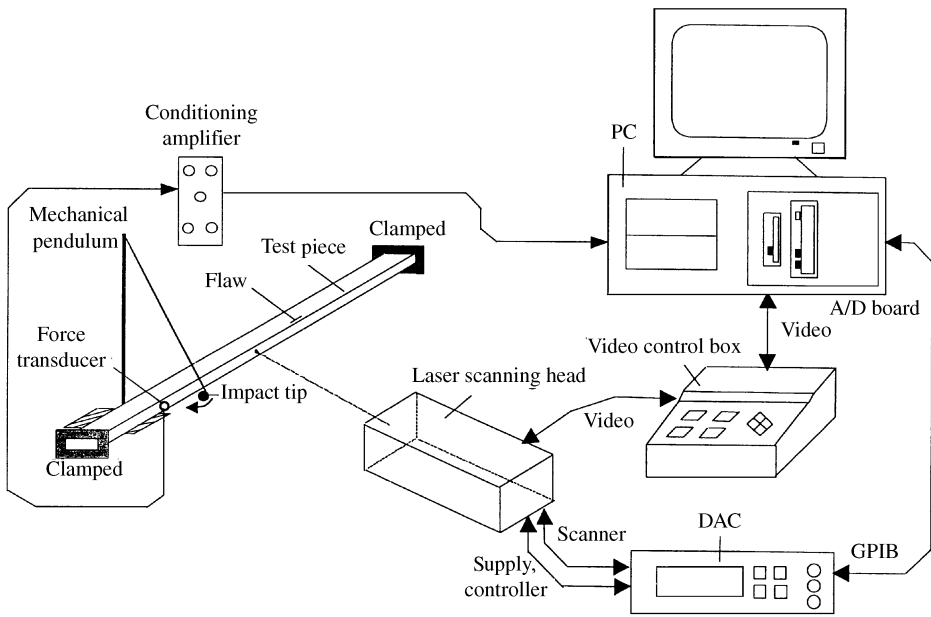 Conditioning
amplifier
PC
Mechanical
pendulum
Clamped
Test piece
Flaw
A/D board
Force
transducer
Video
Video control box
Laser scanning head
Impact tip
Video
Clamped
DAC
Scanner
GPIB
Supply,
controller